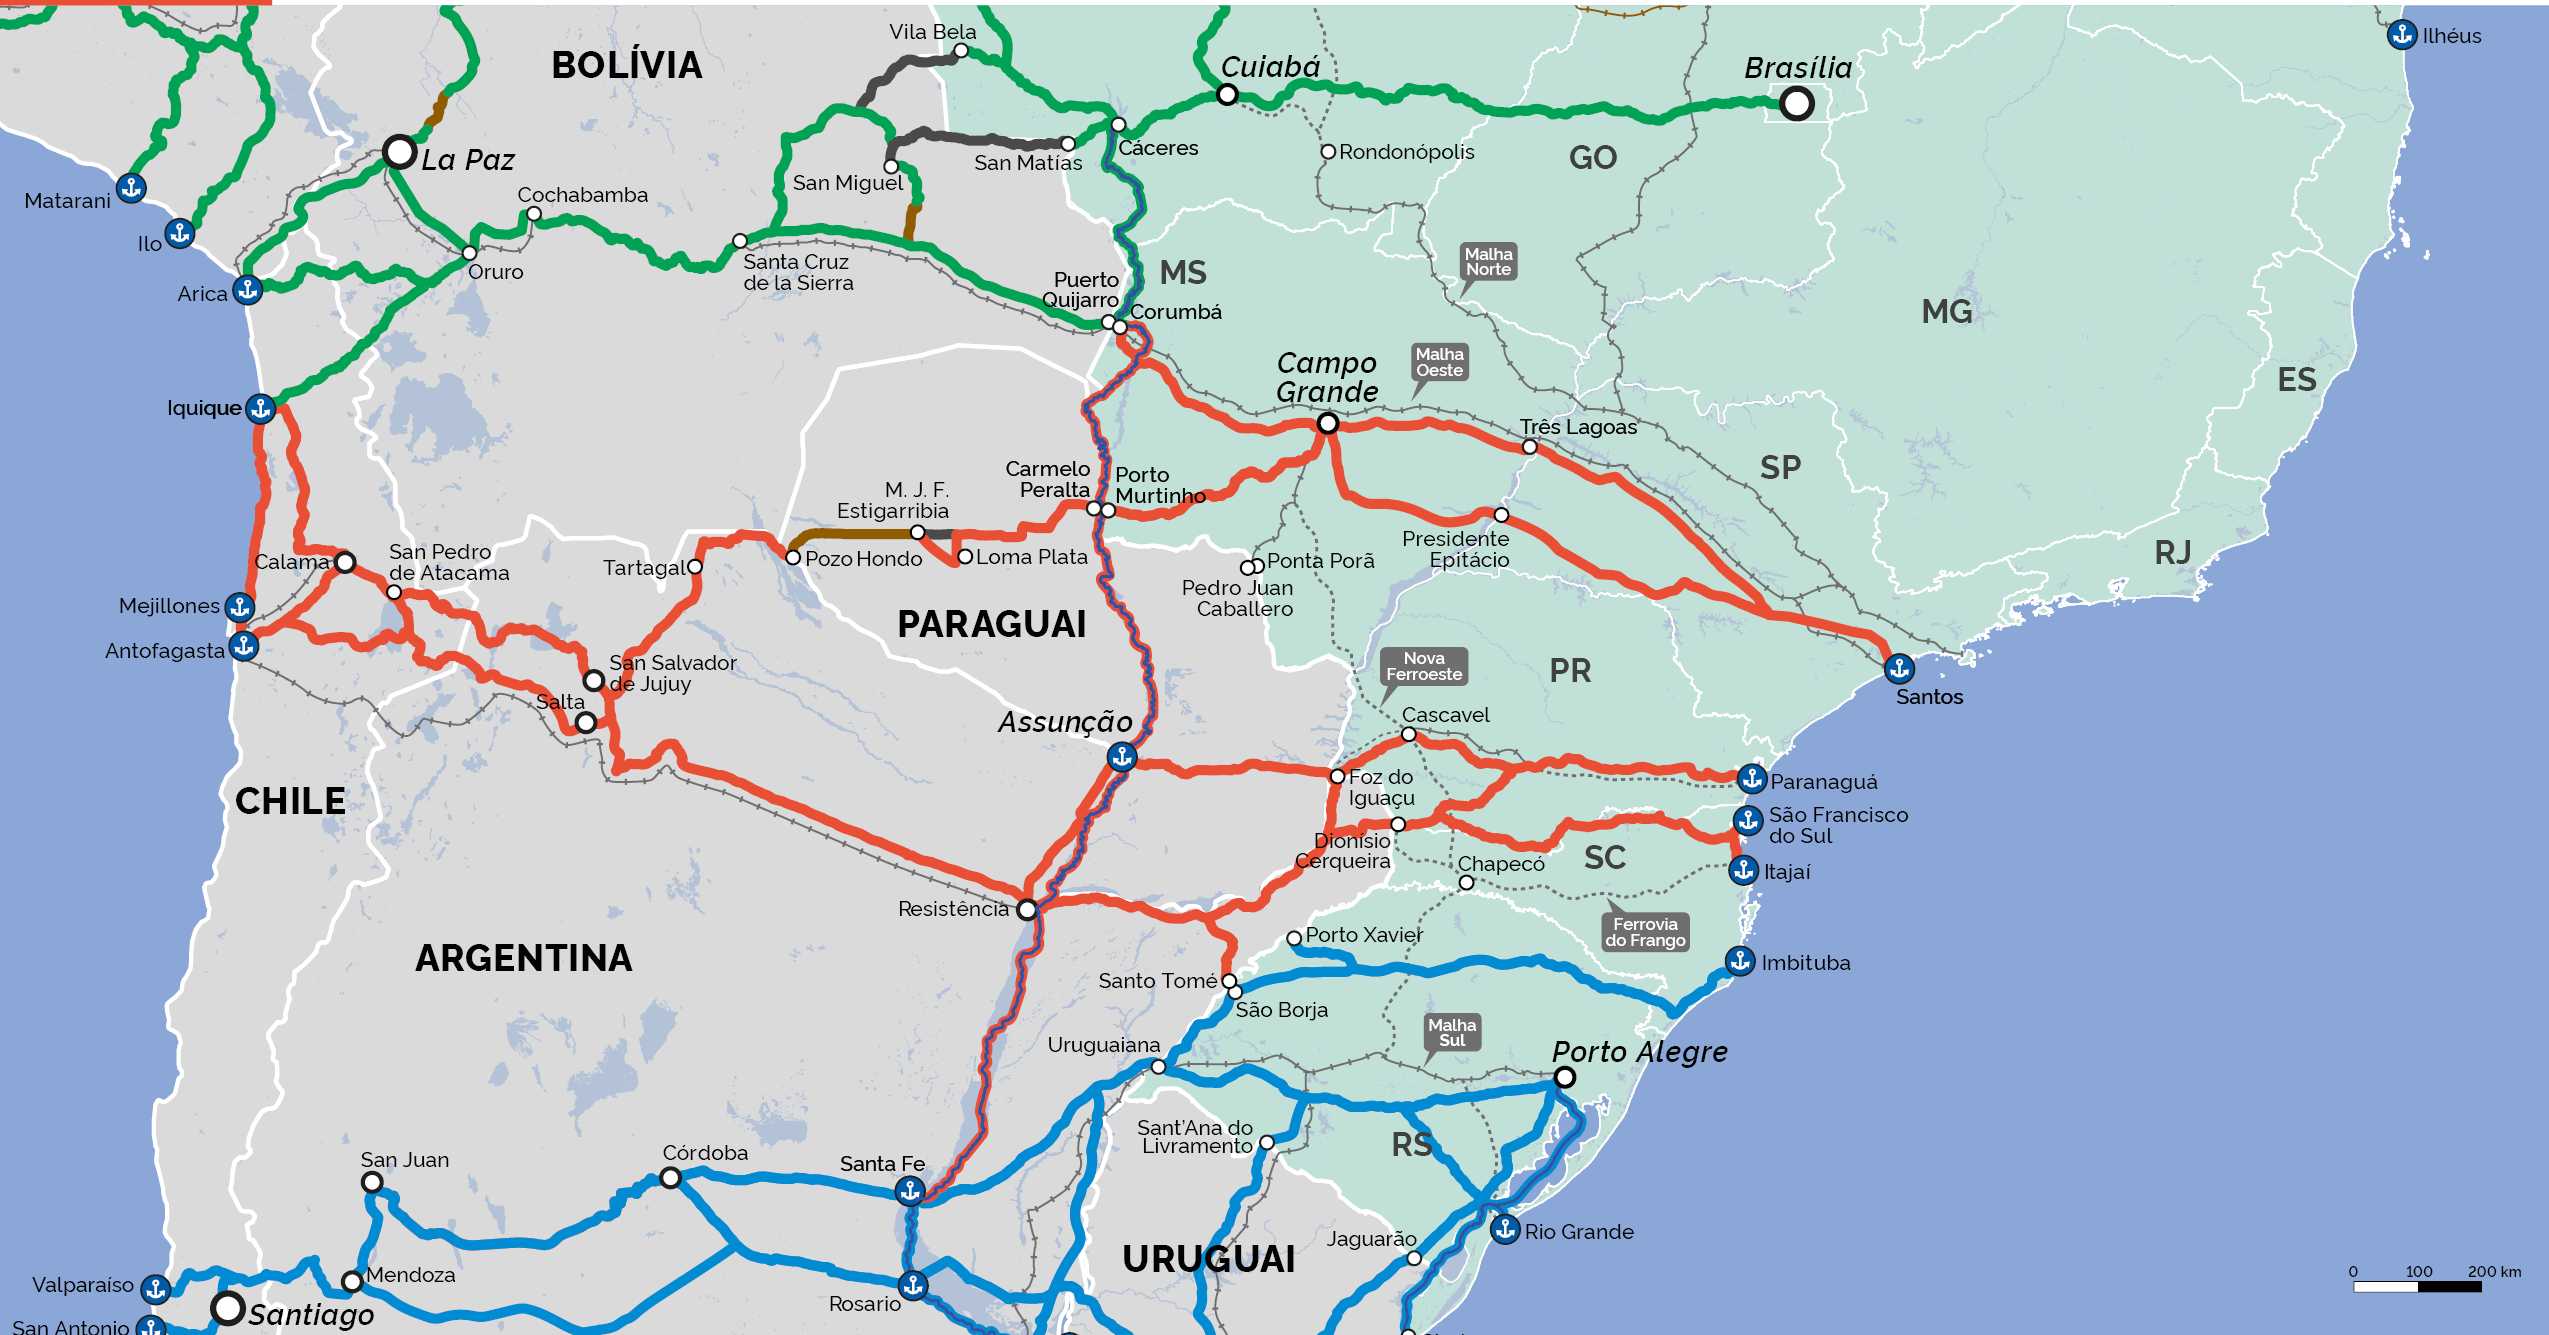 Vila Bela
BOLÍVIA
Cuiabá
Brasília
Ilhéus
La Paz
San Matías
Cáceres
Rondonópolis
GO
Matarani
Cochabamba
San Miguel
Ilo
Oruro
Santa Cruz
de la Sierra
Puerto
Quijarro
MS
Malha
Norte
Arica
Corumbá
MG
Campo
Grande
Malha
Oeste
ES
Iquique
Três Lagoas
SP
Carmelo
Peralta
Porto
Murtinho
M. J. F.
Estigarribia
Presidente
Epitácio
RJ
Calama
San Pedro
de Atacama
Tartagal
Pozo Hondo
Loma Plata
Ponta Porã
Pedro Juan
Caballero
Mejillones
Antofagasta
PARAGUAI
San Salvador
de Jujuy
Salta
Nova
Ferroeste
PR
Santos
Assunção
Cascavel
CHILE
Foz do
Iguaçu
Paranaguá
São Francisco
do Sul
Dionísio
Cerqueira
Chapecó
SC
Itajaí
Resistência
Ferrovia
do Frango
ARGENTINA
Porto Xavier
Imbituba
Santo Tomé
São Borja
Uruguaiana
Malha
Sul
Porto Alegre
Sant'Ana do
Livramento
RS
San Juan
Córdoba
Santa Fe
Rio Grande
Jaguarão
URUGUAI
Valparaíso
Mendoza
Santiago
Rosario
San Antonio
0 100 200 km